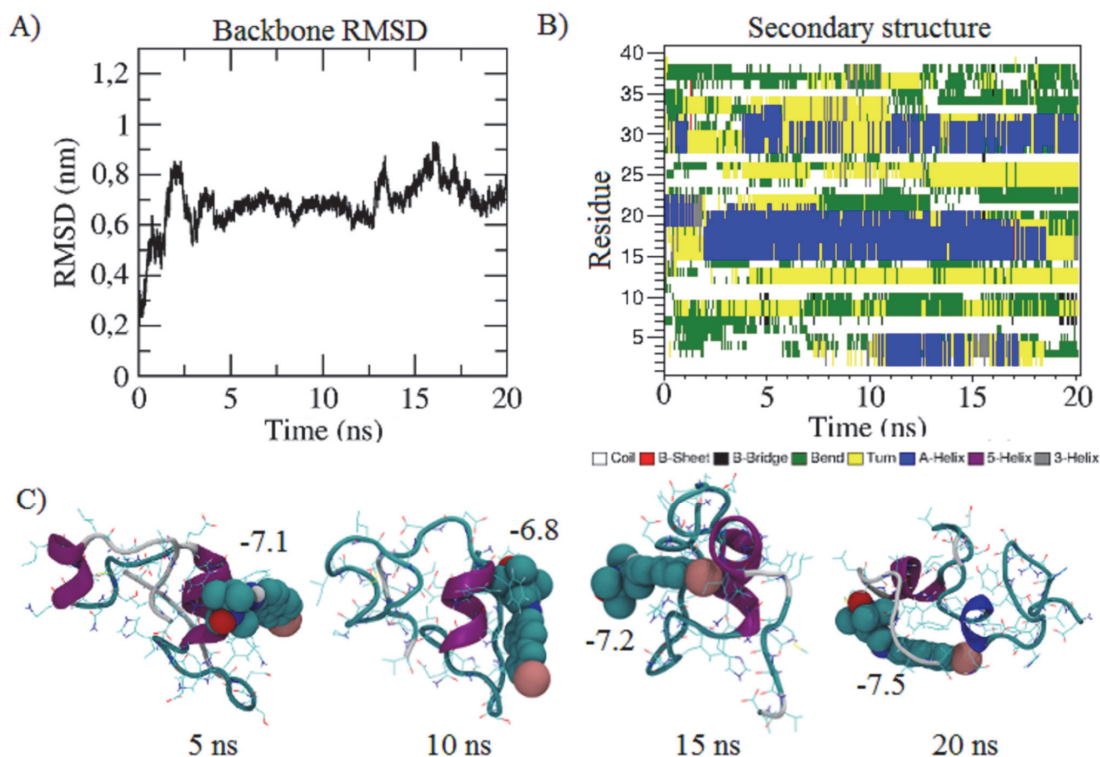 A)
Backbone RMSD
1,2
1
0,8
0,6
0,4
0,2
0
RMSD (nm)
0 5 10 15 20
Time (ns)
B)
Secondary structure
40
35
30
25
20
15
10
5
Residue
0 5 10 15 20
Time (ns)
Coil B-Sheet B-Bridge Bend Turn A-Helix 5-Helix 3-Helix
C)
-7.1
-6.8
-7.2
-7.5
5 ns 10 ns 15 ns 20 ns